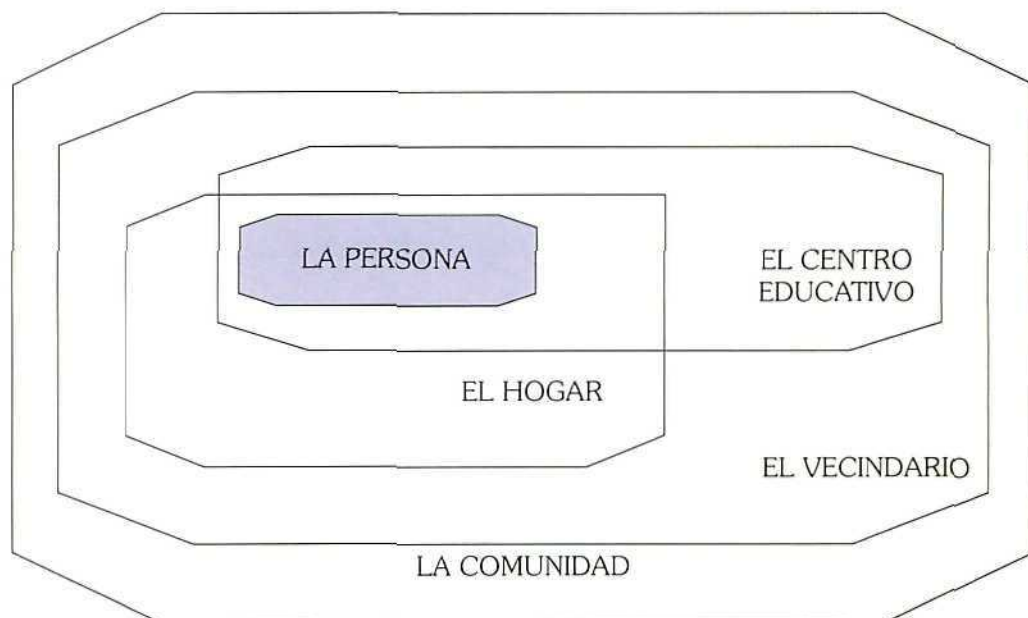 LA PERSONA
EL CENTRO
EDUCATIVO
EL HOGAR
EL VECINDARIO
LA COMUNIDAD